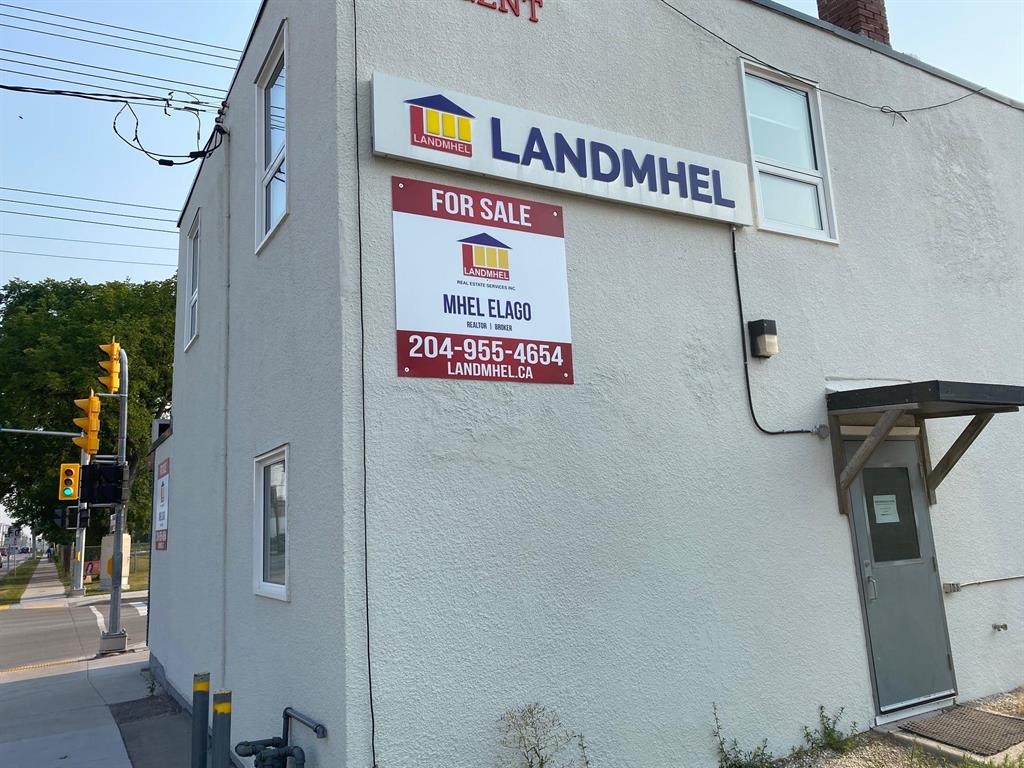 LANDMHEL
LANDMHEL
FOR SALE
LANDMHEL
REAL ESTATE SERVICES INC
MHEL ELAGO
REALTOR | BROKER
204-955-4654
LANDMHEL.CA